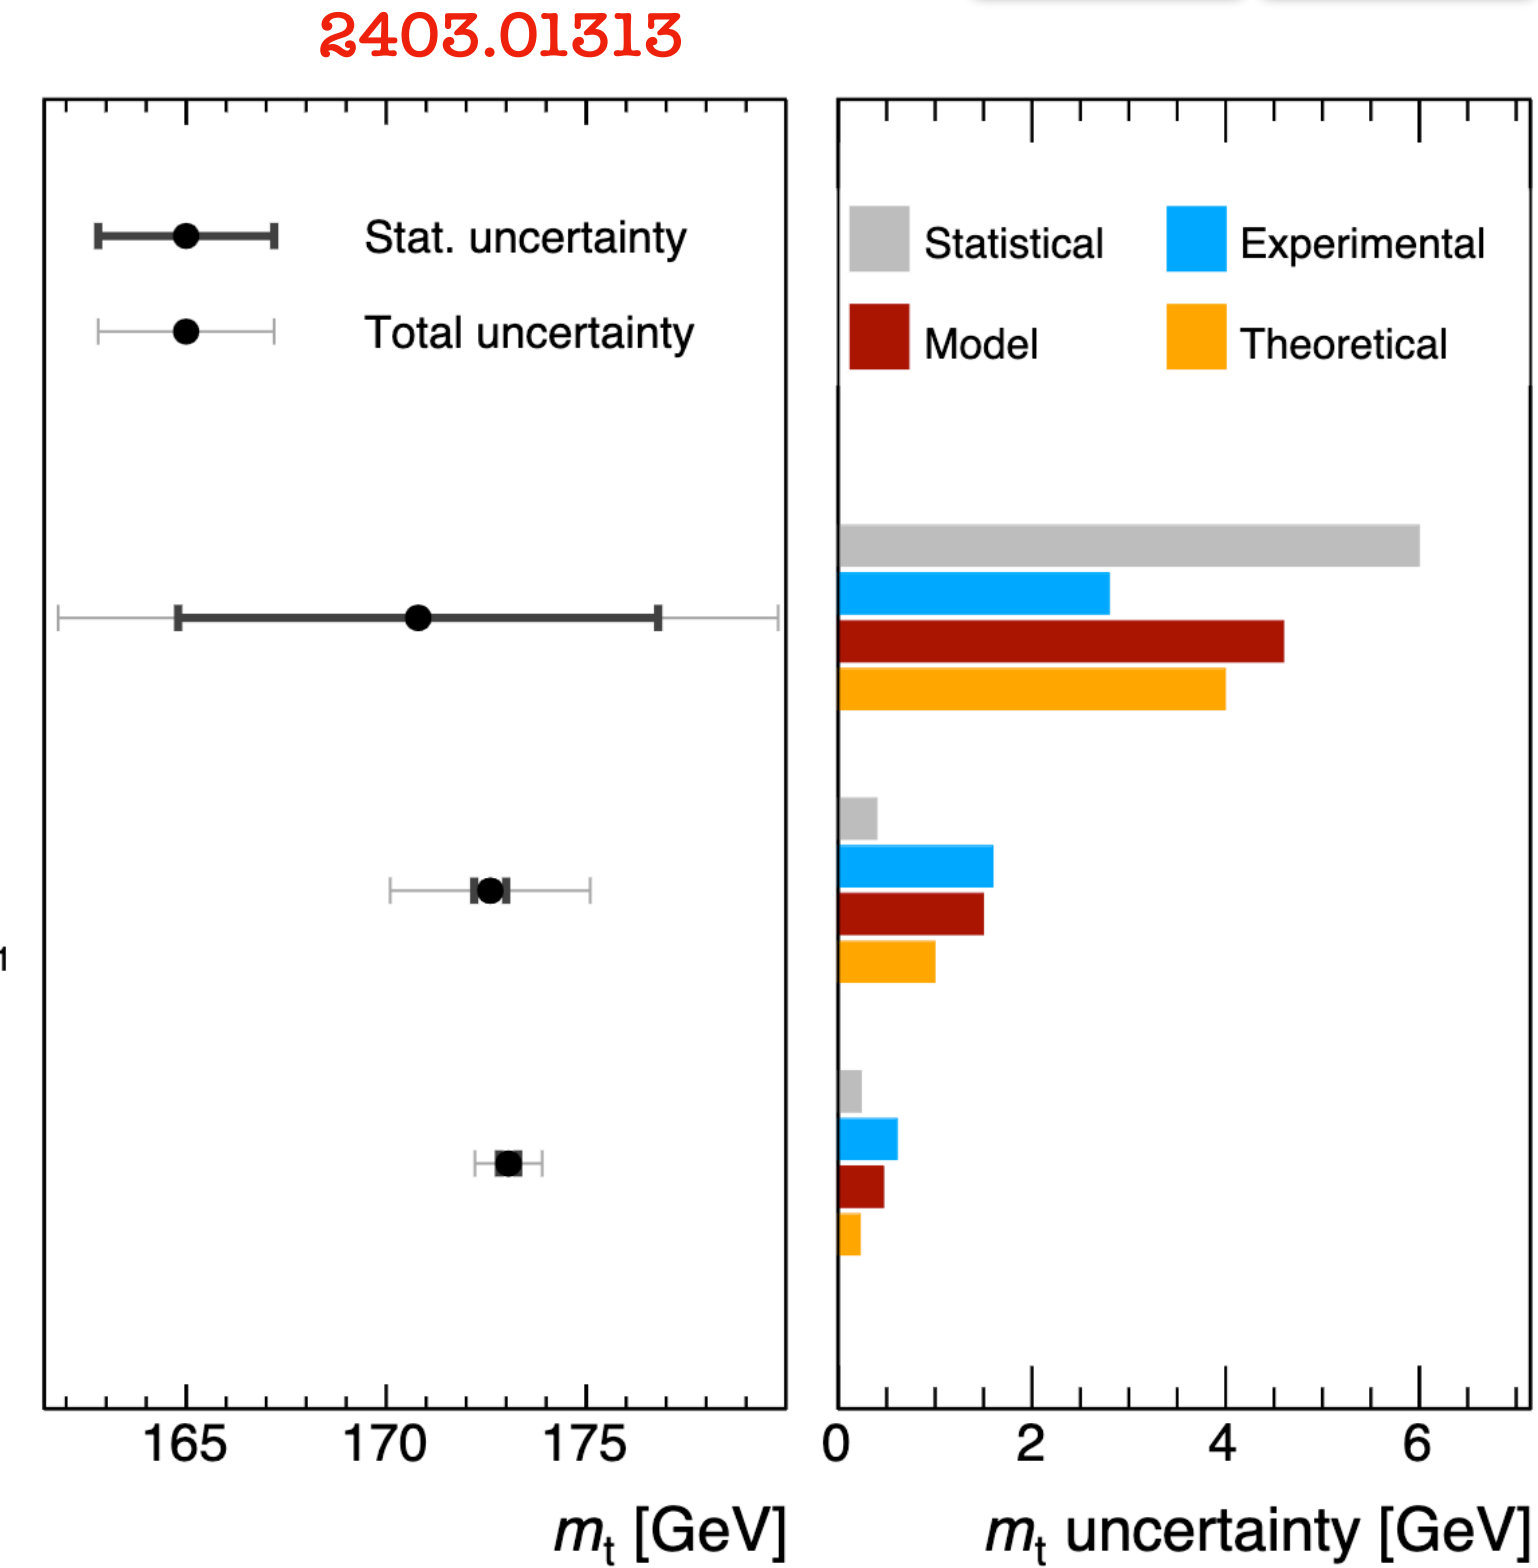 2403.01313
Stat. uncertainty
Total uncertainty
Statistical
Experimental
Model
Theoretical
1
165 170 175
mt [GeV]
0 2 4 6
mt uncertainty [GeV]